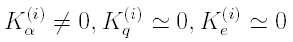 $K_{\alpha}^{(i)} \neq 0, K_{q}^{(i)} \simeq 0, K_{e}^{(i)} \simeq 0$